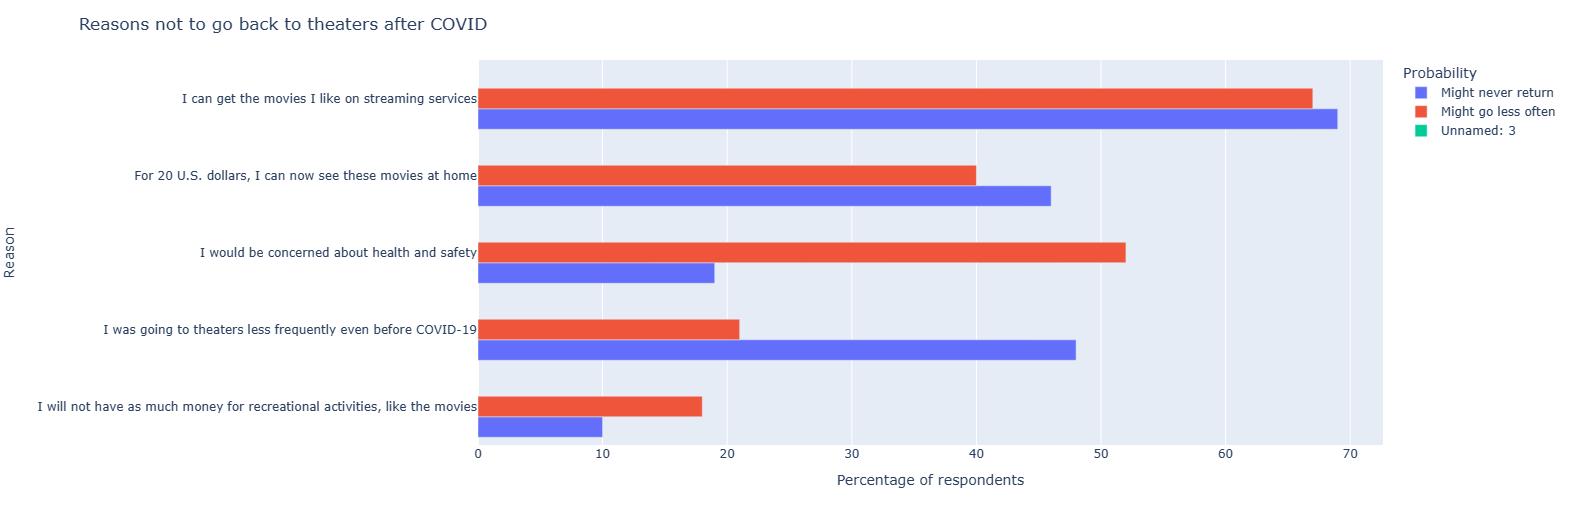 Reasons not to go back to theaters after COVID
Probability
Might never return
Might go less often
Unnamed: 3
Reason
I can get the movies I like on streaming services
For 20 U.S. dollars, I can now see these movies at home
I would be concerned about health and safety
I was going to theaters less frequently even before COVID-19
I will not have as much money for recreational activities, like the movies
0 10 20 30 40 50 60 70
Percentage of respondents